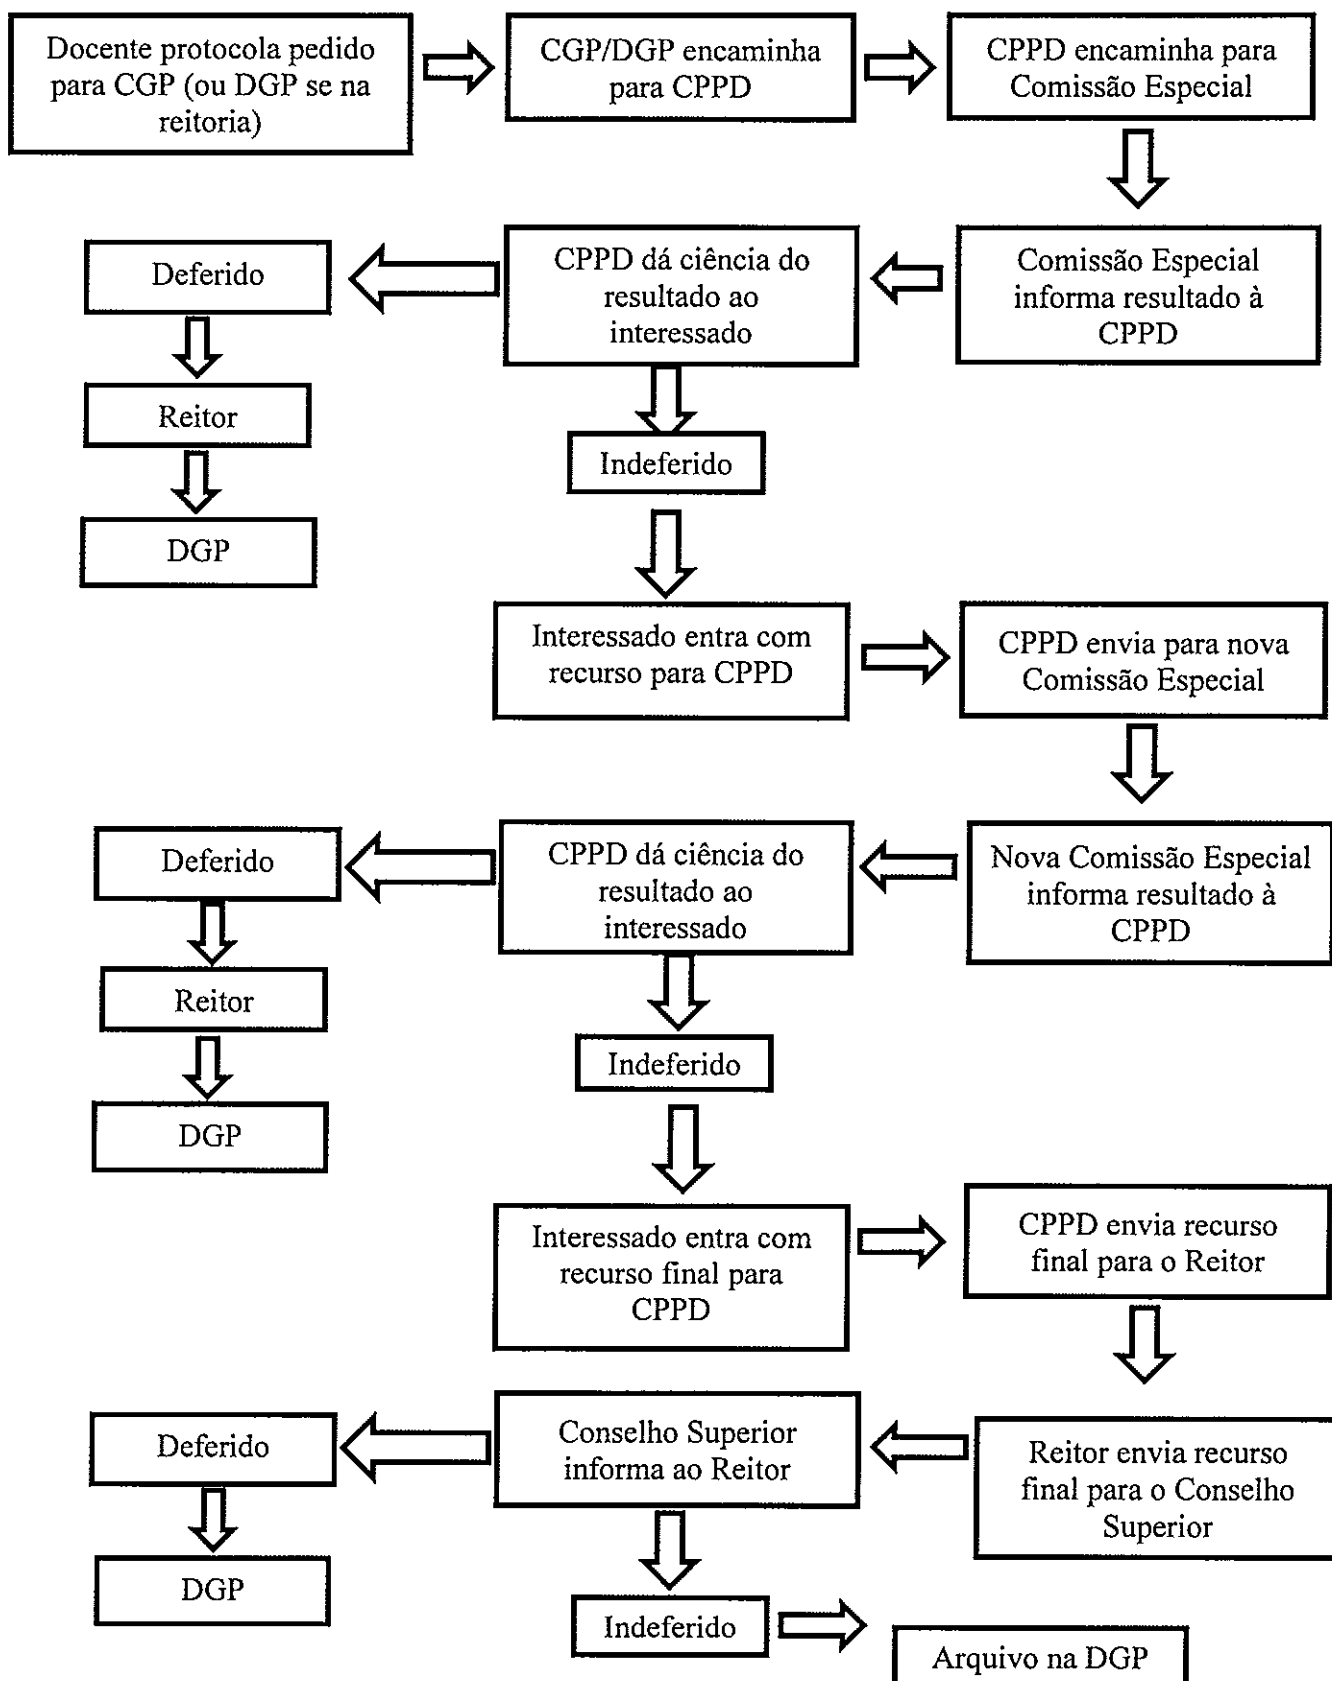 Docente protocola pedido
para CGP (ou DGP se na
reitoria)
CGP/DGP encaminha
para CPPD
CPPD encaminha para
Comissão Especial
Comissão Especial
informa resultado à
CPPD
CPPD dá ciência do
resultado ao
interessado
Deferido
Reitor
DGP
Indeferido
Interessado entra com
recurso para CPPD
CPPD envia para nova
Comissão Especial
Nova Comissão Especial
informa resultado à
CPPD
CPPD dá ciência do
resultado ao
interessado
Deferido
Reitor
DGP
Indeferido
Interessado entra com
recurso final para
CPPD
CPPD envia recurso
final para o Reitor
Reitor envia recurso
final para o Conselho
Superior
Conselho Superior
informa ao Reitor
Deferido
DGP
Indeferido
Arquivo na DGP